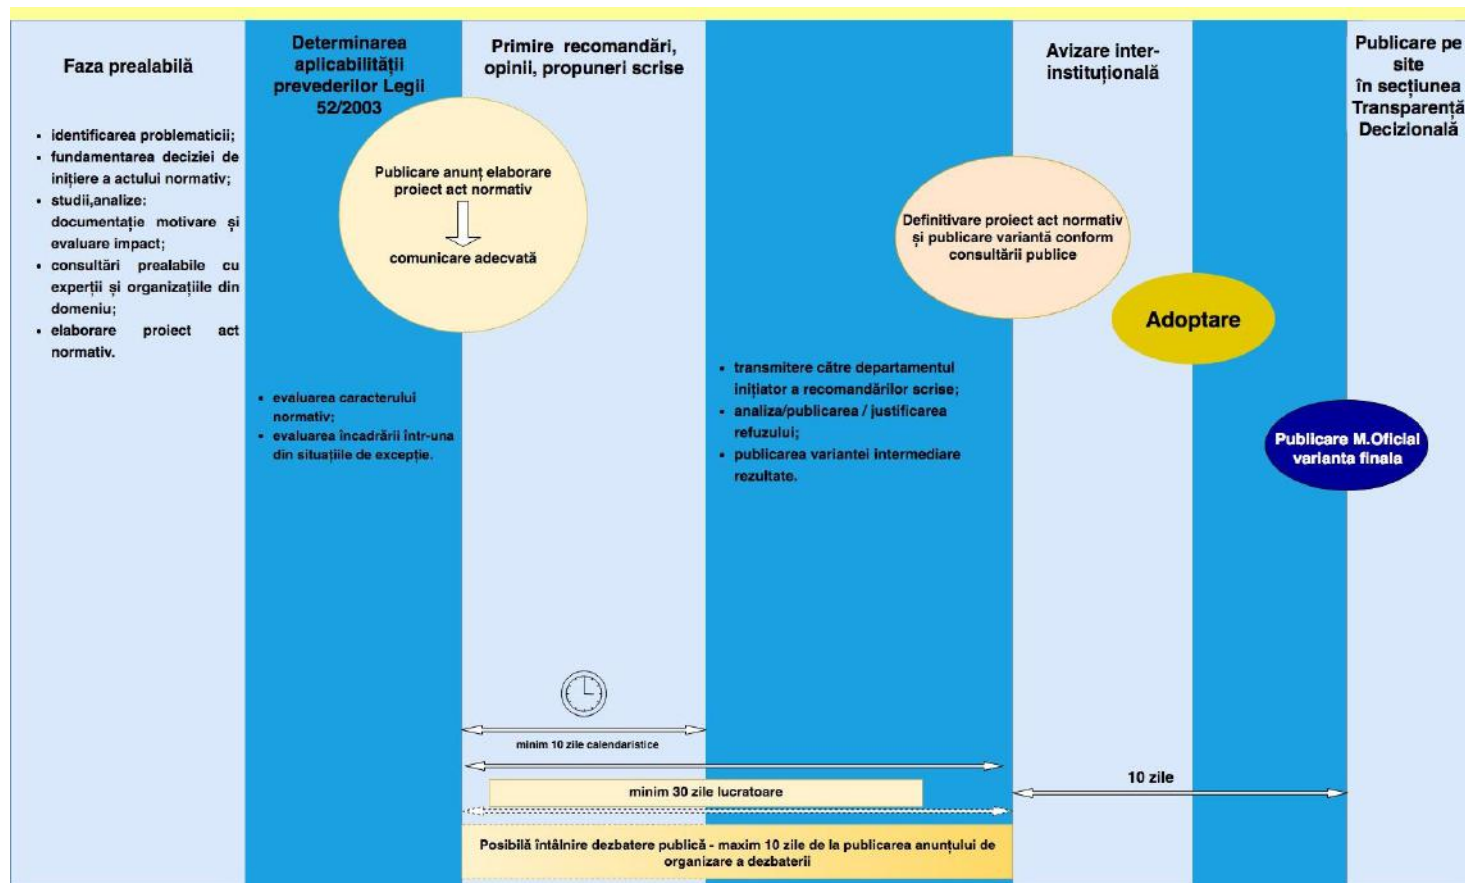 Faza prealabilă
• identificarea problematicii;
• fundamentarea deciziei de
inițiere a actului normativ;
• studii,analize:
documentație motivare și
evaluare impact;
• consultări prealabile cu
experții și organizațiile din
domeniu;
• elaborare proiect act
normativ.
Determinarea
aplicabilității
prevederilor Legii
52/2003
• evaluarea caracterului
normativ;
• evaluarea încadrării într-una
din situațiile de excepție.
Primire recomandări,
opinii, propuneri scrise
Publicare anunț elaborare
proiect act normativ
comunicare adecvată
• transmitere către departamentul
inițiator a recomandărilor scrise;
• analiza/publicarea / justificarea
refuzului;
• publicarea variantei intermediare
rezultate.
Avizare inter-
instituțională
Definitivare proiect act normativ
și publicare variantă conform
consultării publice
Adoptare
Publicare pe
site
în secțiunea
Transparență
Decizională
Publicare M.Oficial
varianta finala
minim 10 zile calendaristice
minim 30 zile lucratoare
10 zile
Posibilă întâlnire dezbatere publică - maxim 10 zile de la publicarea anunțului de
organizare a dezbaterii